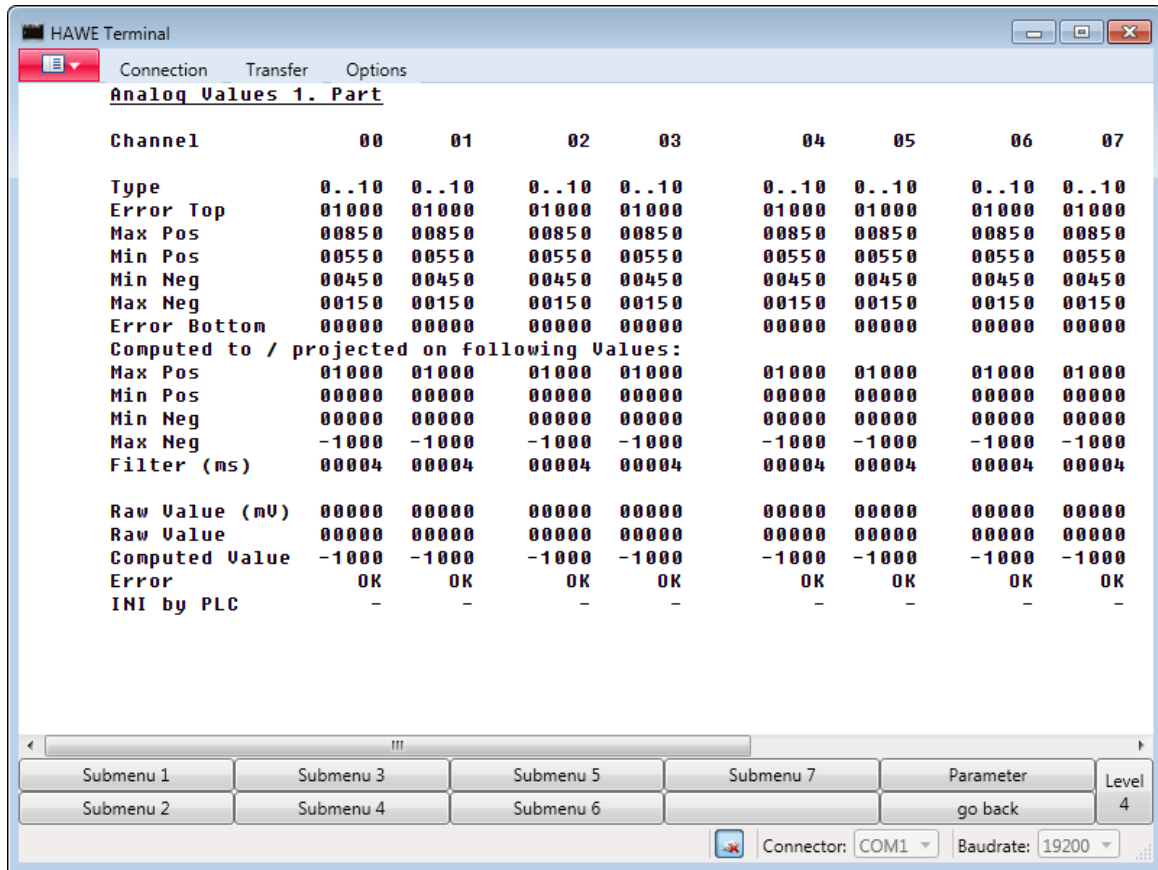 HAWE Terminal
Connection Transfer Options
Analog Values 1. Part
Channel 00 01 02 03 04 05 06 07
Type 0..10 0..10 0..10 0..10 0..10 0..10 0..10 0..10
Error Top 01000 01000 01000 01000 01000 01000 01000 01000
Max Pos 00850 00850 00850 00850 00850 00850 00850 00850
Min Pos 00550 00550 00550 00550 00550 00550 00550 00550
Min Neg 00450 00450 00450 00450 00450 00450 00450 00450
Max Neg 00150 00150 00150 00150 00150 00150 00150 00150
Error Bottom 00000 00000 00000 00000 00000 00000 00000 00000
Computed to / projected on following Values:
Max Pos 01000 01000 01000 01000 01000 01000 01000 01000
Min Pos 00000 00000 00000 00000 00000 00000 00000 00000
Min Neg 00000 00000 00000 00000 00000 00000 00000 00000
Max Neg -1000 -1000 -1000 -1000 -1000 -1000 -1000 -1000
Filter (ms) 00004 00004 00004 00004 00004 00004 00004 00004
Raw Value (mV) 00000 00000 00000 00000 00000 00000 00000 00000
Raw Value 00000 00000 00000 00000 00000 00000 00000 00000
Computed Value -1000 -1000 -1000 -1000 -1000 -1000 -1000 -1000
Error OK OK OK OK OK OK OK OK
INI by PLC - - - - - - - -
Submenu 1 Submenu 3 Submenu 5 Submenu 7 Parameter Level
Submenu 2 Submenu 4 Submenu 6 go back 4
Connector: COM1 Baudrate: 19200